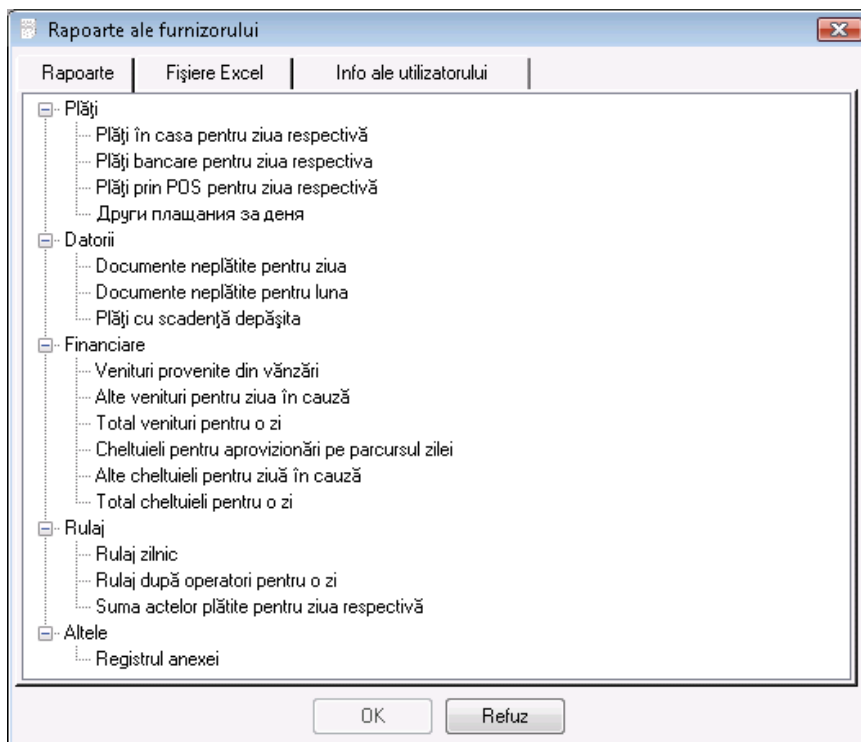 Rapoarte ale furnizorului
Rapoarte Fişiere Excel Info ale utilizatorului
Plăţi
Plăţi în casa pentru ziua respectivă
Plăţi bancare pentru ziua respectiva
Plăţi prin POS pentru ziua respectivă
Други плащания за деня
Datorii
Documente neplătite pentru ziua
Documente neplătite pentru luna
Plăţi cu scadenţă depăşita
Financiare
Venituri provenite din vănzări
Alte venituri pentru ziua în cauză
Total venituri pentru o zi
Cheltuieli pentru aprovizionări pe parcursul zilei
Alte cheltuieli pentru ziuă în cauză
Total cheltuieli pentru o zi
Rulaj
Rulaj zilnic
Rulaj după operatori pentru o zi
Suma actelor plătite pentru ziua respectivă
Altele
Registrul anexei
OK Refuz